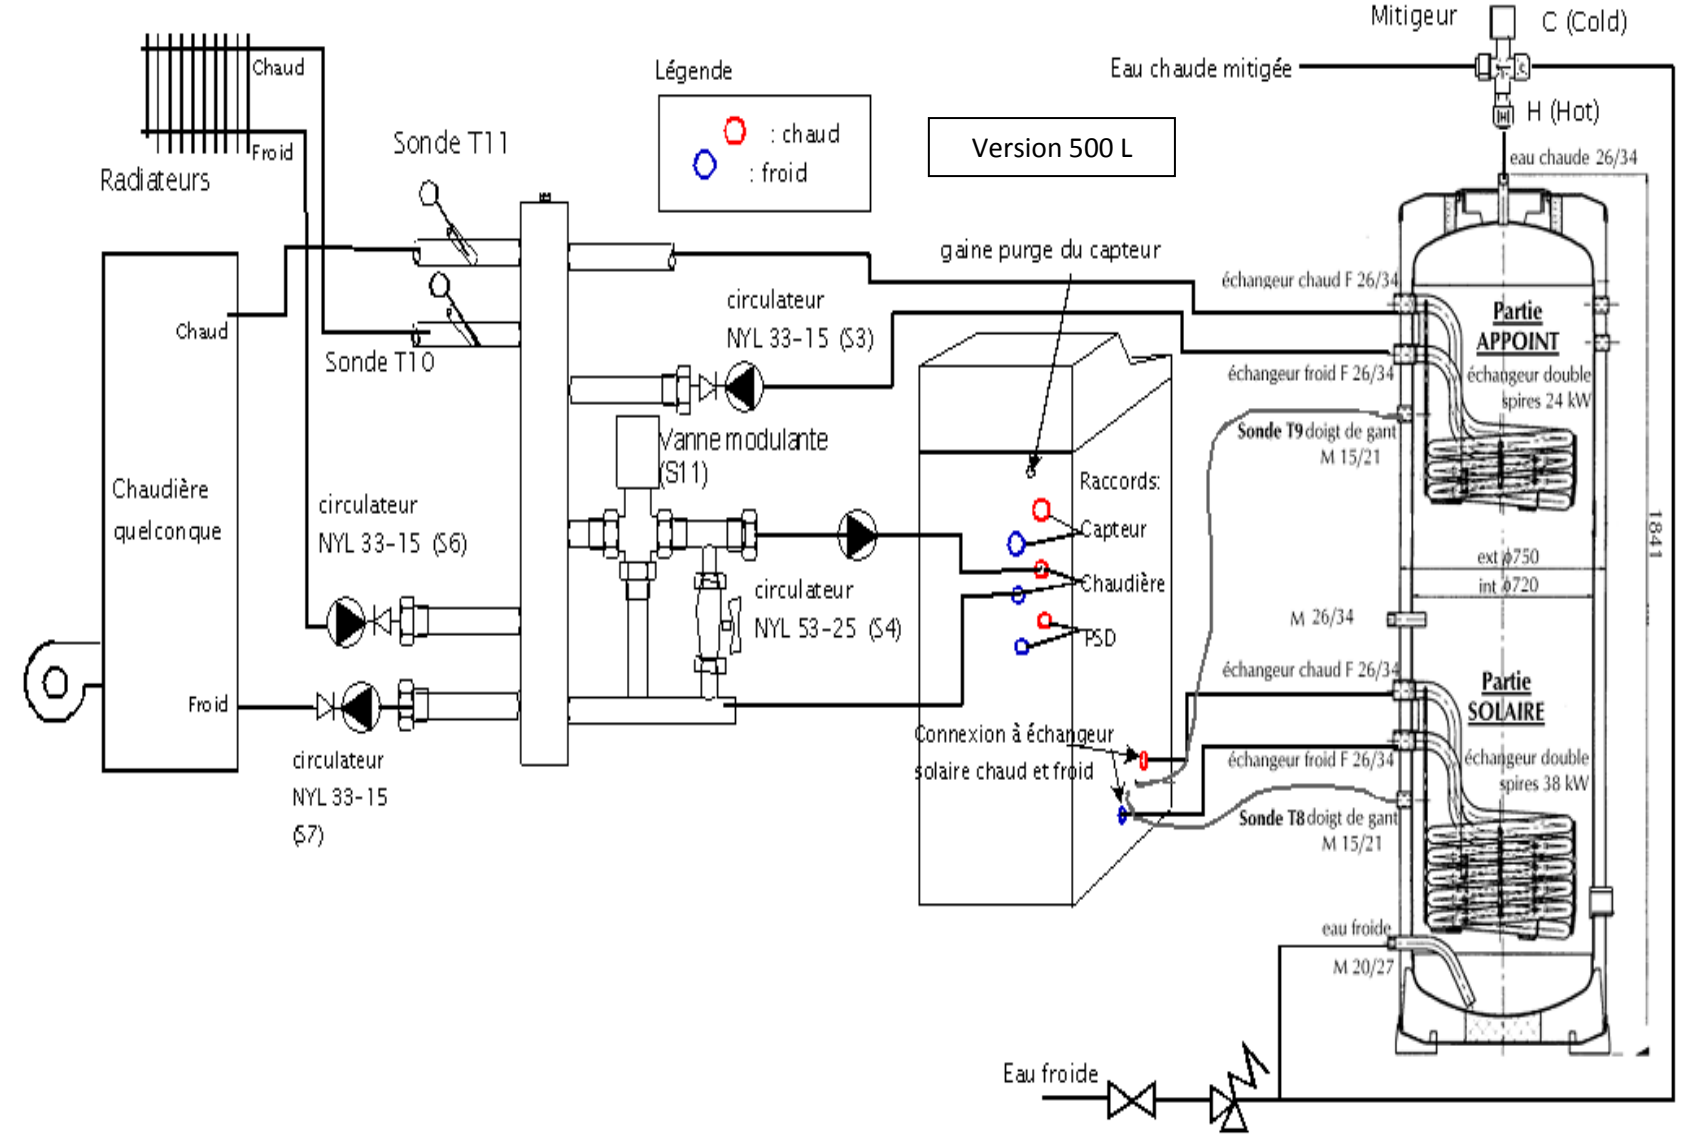 Mitigeur
C (Cold)
Eau chaude mitigée
H (Hot)
eau chaude 26/34
Chaud
Froid
Radiateurs
Légende
: chaud
: froid
Version 500 L
Sonde T11
Sonde T10
gaine purge du capteur
circulateur
NYL 33-15 (S3)
échangeur chaud F 26/34
Partie
APPOINT
échangeur froid F 26/34
échangeur double
spires 24 kW
Sonde T9 doigt de gant
M 15/21
Chaud
Chaudière
quelconque
Froid
Vanne modulante
(S11)
circulateur
NYL 33-15 (S6)
circulateur
NYL 53-25 (S4)
circulateur
NYL 33-15
(S7)
Raccords:
Capteur
Chaudière
PSD
Connexion à échangeur
solaire chaud et froid
1841
ext ϕ750
int ϕ720
M 26/34
échangeur chaud F 26/34
Partie
SOLAIRE
échangeur froid F 26/34
échangeur double
spires 38 kW
Sonde T8 doigt de gant
M 15/21
eau froide
M 20/27
Eau froide